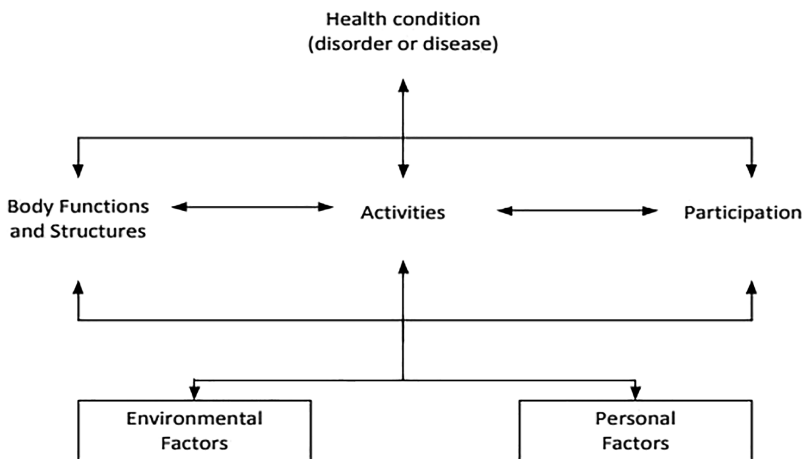 Health condition
(disorder or disease)
Body Functions
and Structures
Activities
Participation
Environmental
Factors
Personal
Factors